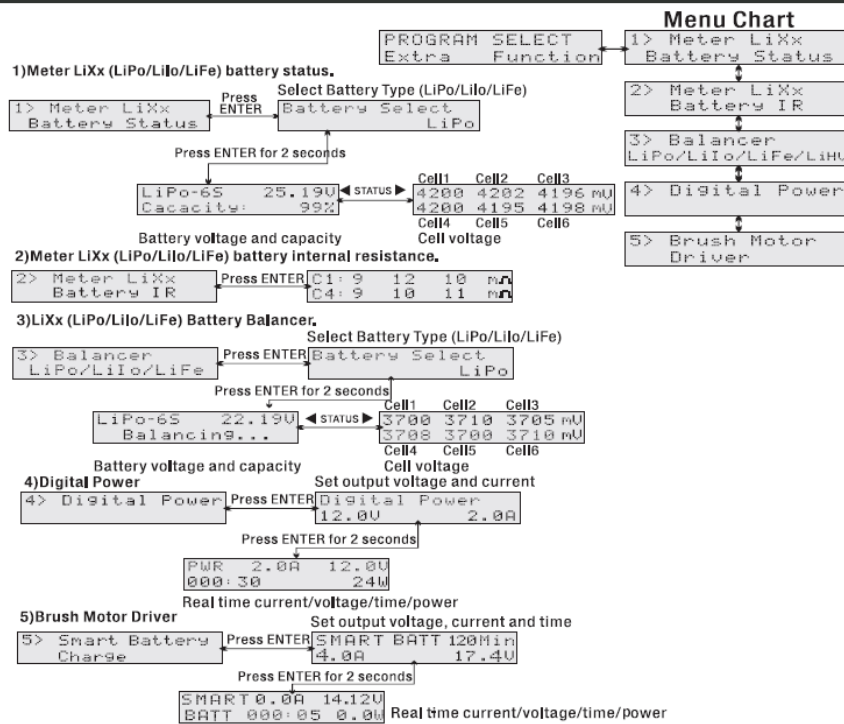 Menu Chart
PROGRAM SELECT
Extra Function
1> Meter LiXx
Battery Status
2> Meter LiXx
Battery IR
3> Balancer
LiPo/LiIo/LiFe/LiHV
4> Digital Power
5> Brush Motor
Driver
1)Meter LiXx (LiPo/LiIo/LiFe) battery status.
Select Battery Type (LiPo/LiIo/LiFe)
1> Meter LiXx
Battery Status
Press
ENTER
Battery Select
LiPo
Press ENTER for 2 seconds
Cell1 Cell2 Cell3
LiPo-6S 25.19V
Cacacity: 99%
STATUS
4200 4202 4196 mV
4200 4195 4198 mV
Cell4 Cell5 Cell6
Battery voltage and capacity
Cell voltage
2)Meter LiXx (LiPo/LiIo/LiFe) battery internal resistance.
2> Meter LiXx
Battery IR
Press ENTER
C1: 9 12 10 mΩ
C4: 9 10 11 mΩ
3)LiXx (LiPo/LiIo/LiFe) Battery Balancer.
Select Battery Type (LiPo/LiIo/LiFe)
3> Balancer
LiPo/LiIo/LiFe
Press ENTER
Battery Select
LiPo
Press ENTER for 2 seconds
Cell1 Cell2 Cell3
LiPo-6S 22.19V
Balancing...
STATUS
3700 3710 3705 mV
3708 3700 3710 mV
Cell4 Cell5 Cell6
Battery voltage and capacity
Cell voltage
4)Digital Power
Set output voltage and current
4> Digital Power
Press ENTER
Digital Power
12.0V 2.0A
Press ENTER for 2 seconds
PWR 2.0A 12.0V
000:30 24W
Real time current/voltage/time/power
5)Brush Motor Driver
Set output voltage, current and time
5> Smart Battery
Charge
Press ENTER
SMART BATT 120Min
4.0A 17.4V
Press ENTER for 2 seconds
SMART 0.0A 14.12V
BATT 000:05 0.0W
Real time current/voltage/time/power